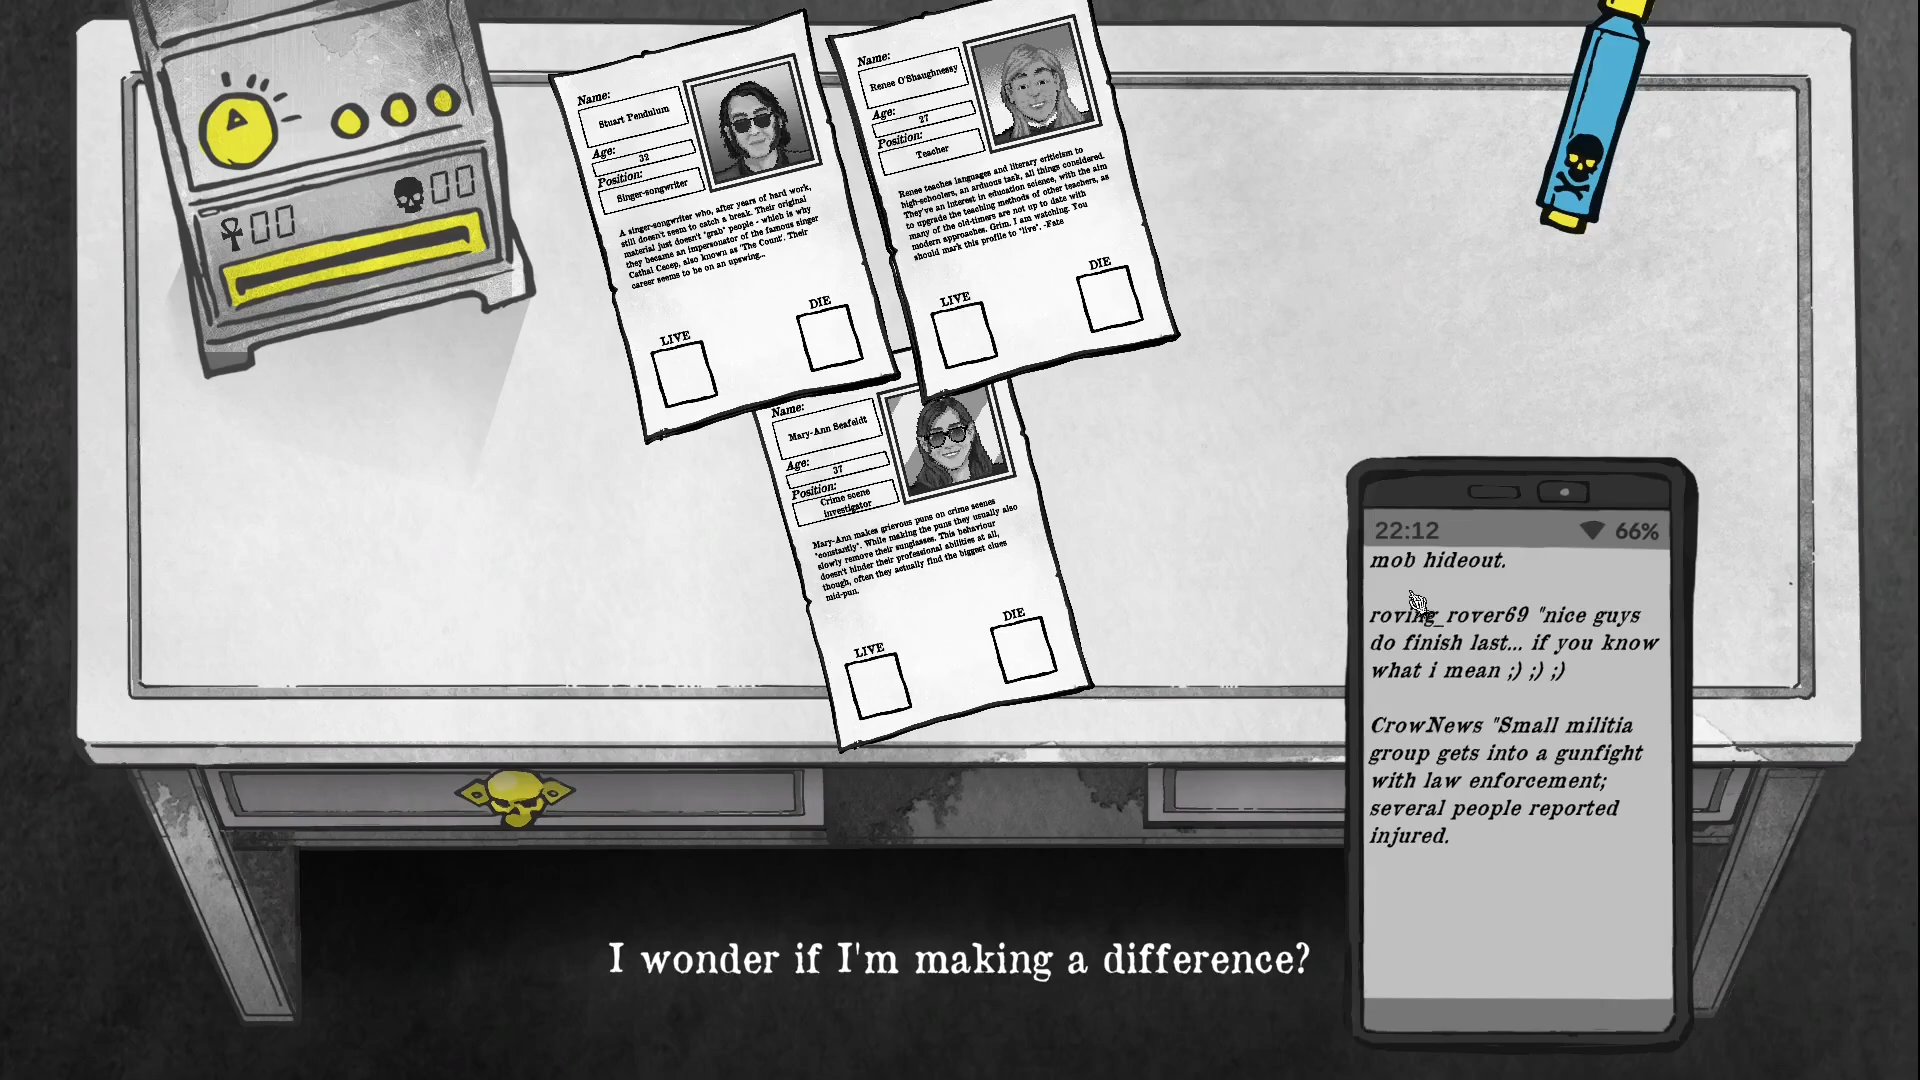 Name:
Stuart Pendulum
Age:
32
Position:
Singer-songwriter
A singer-songwriter who, after years of hard work,
still doesn't seem to catch a break. Their original
material just doesn't "grab" people - which is why
they became an impersonator of the famous singer
Cathal Cecep, also known as 'The Count'. Their
career seems to be on an upswing...
LIVE
DIE
Name:
Renee O'Shaughnessy
Age:
27
Position:
Teacher
Renee teaches languages and literary criticism to
high-schoolers, an arduous task, all things considered.
They've an interest in education science, with the aim
to upgrade the teaching methods of other teachers, as
many of the old-timers are not up to date with
modern approaches. Grim. I am watching. You
should mark this profile to "live". -Fate
LIVE
DIE
Name:
Mary-Ann Seafeldt
Age:
37
Position:
Crime scene
investigator
Mary-Ann makes grievous puns on crime scenes
"constantly". While making the puns they usually also
slowly remove their sunglasses. This behaviour
doesn't hinder their professional abilities at all,
though, often they actually find the biggest clues
mid-pun.
LIVE
DIE
00
00
22:12
66%
mob hideout.
roving_rover69 "nice guys
do finish last... if you know
what i mean ;) ;) ;)
CrowNews "Small militia
group gets into a gunfight
with law enforcement;
several people reported
injured.
I wonder if I'm making a difference?